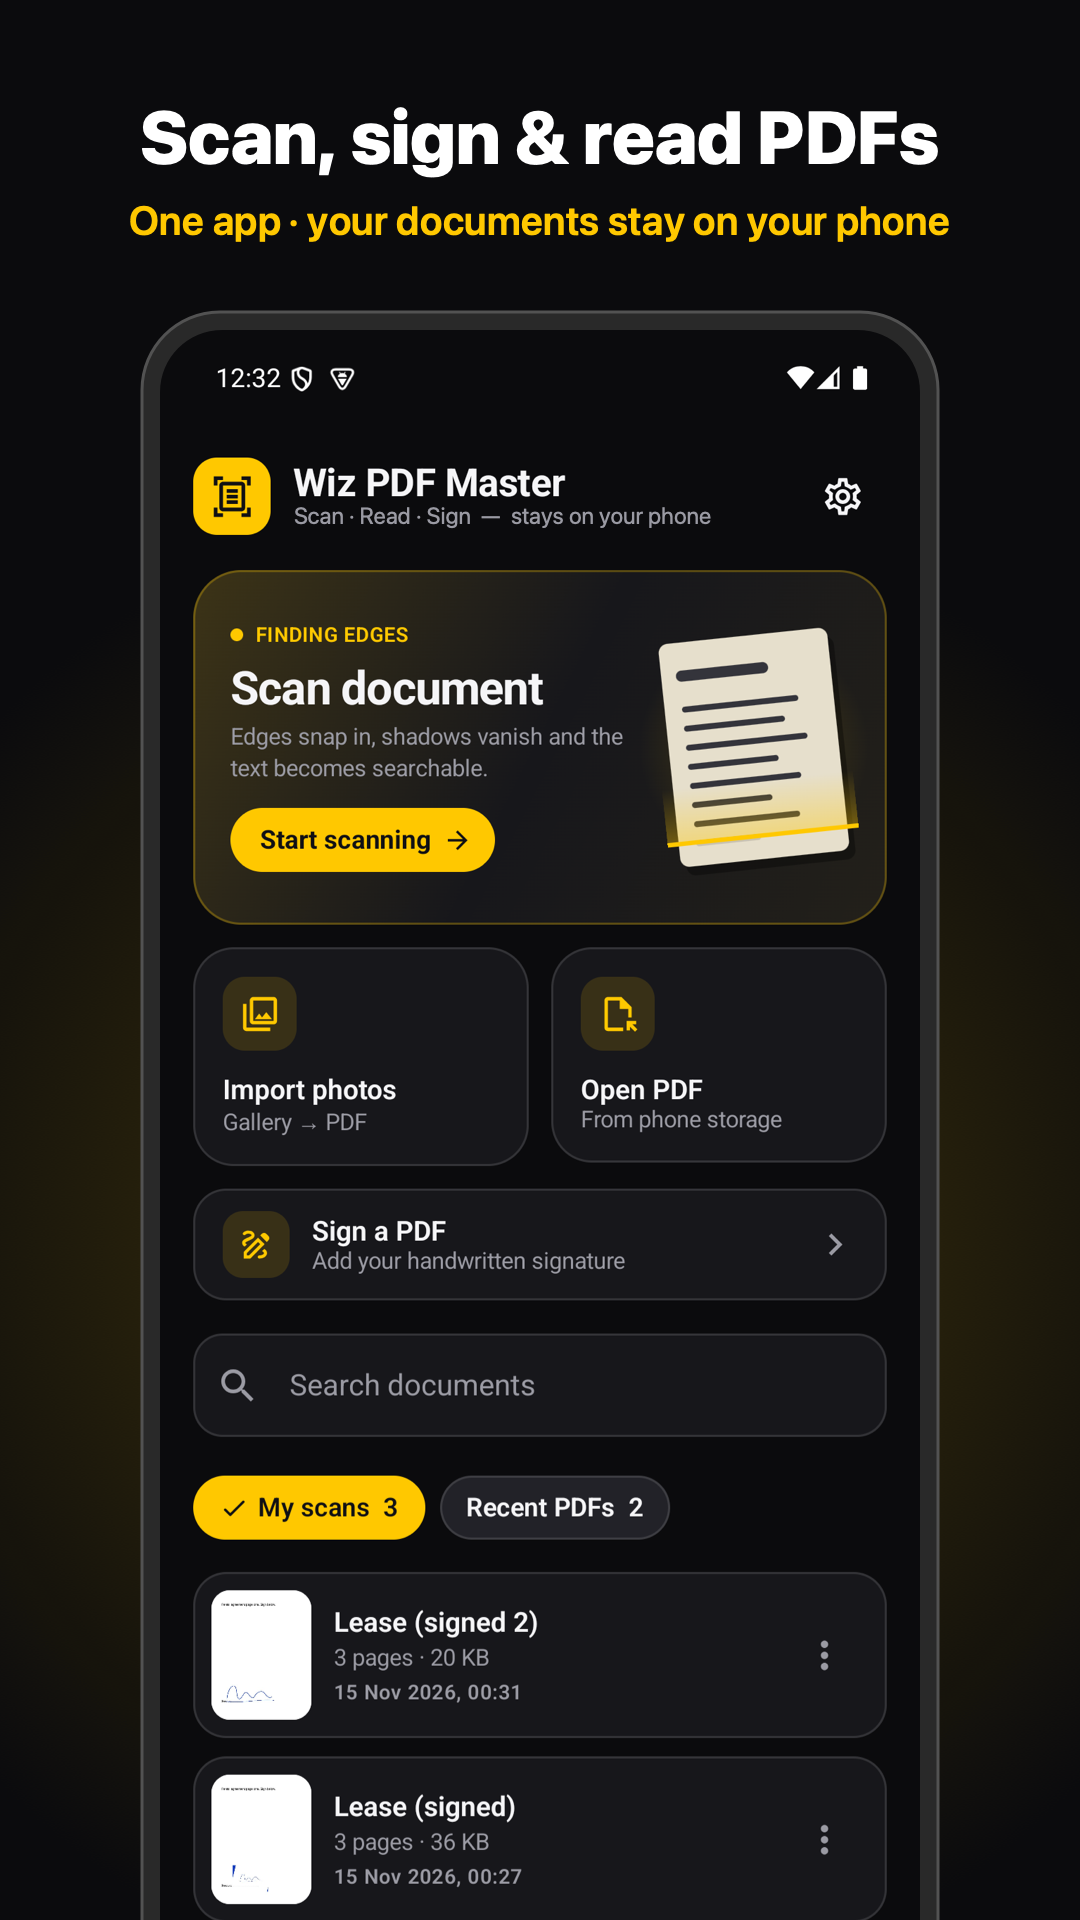 Scan, sign & read PDFs
One app · your documents stay on your phone
12:32
Wiz PDF Master
Scan · Read · Sign — stays on your phone
FINDING EDGES
Scan document
Edges snap in, shadows vanish and the
text becomes searchable.
Start scanning →
Import photos
Gallery → PDF
Open PDF
From phone storage
Sign a PDF
Add your handwritten signature
Search documents
My scans 3
Recent PDFs 2
Lease (signed 2)
3 pages · 20 KB
15 Nov 2026, 00:31
Lease (signed)
3 pages · 36 KB
15 Nov 2026, 00:27